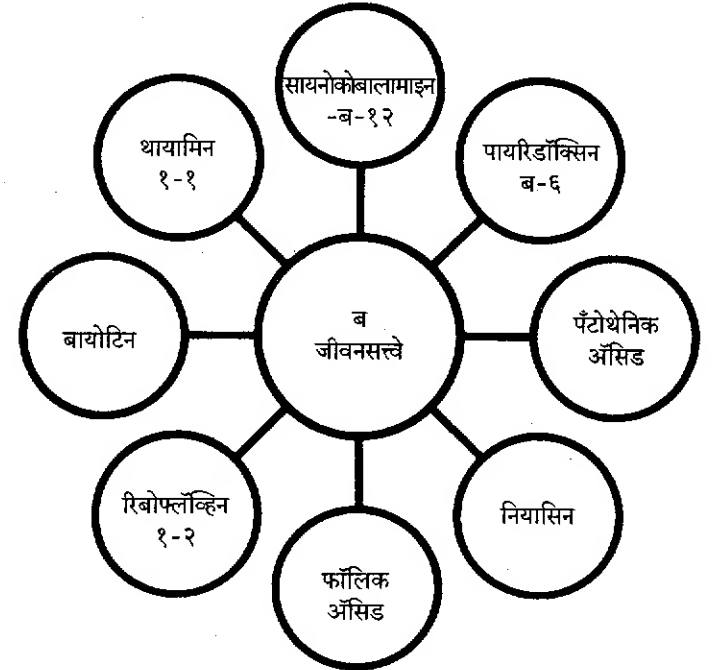 सायनोकोबालामाइन
-ब-१२
थायामिन
१-१
पायरिडॉक्सिन
ब-६
बायोटिन
ब
जीवनसत्त्वे
पँटोथेनिक
ॲसिड
रिबोफ्लॅव्हिन
१-२
नियासिन
फॉलिक
ॲसिड